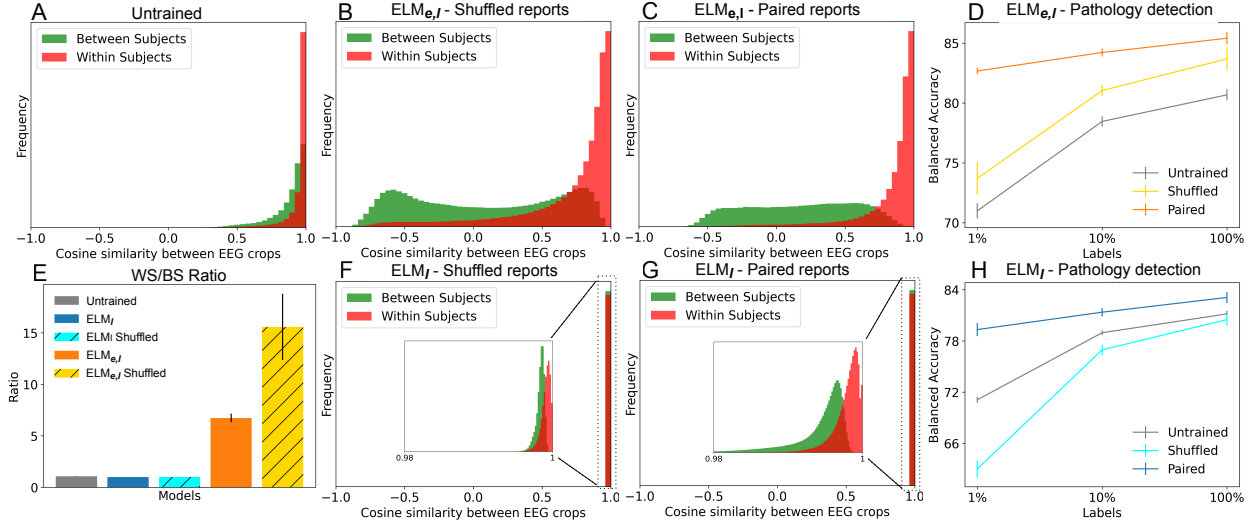 A
Untrained
Between Subjects
Within Subjects
Frequency
−1.0 −0.5 0.0 0.5 1.0
Cosine similarity between EEG crops
B
ELMe,l - Shuffled reports
Between Subjects
Within Subjects
Frequency
−1.0 −0.5 0.0 0.5 1.0
Cosine similarity between EEG crops
C
ELMe,l - Paired reports
Between Subjects
Within Subjects
Frequency
−1.0 −0.5 0.0 0.5 1.0
Cosine similarity between EEG crops
D
ELMe,l - Pathology detection
Balanced Accuracy
85
80
75
70
Untrained
Shuffled
Paired
1% 10% 100%
Labels
E
WS/BS Ratio
Untrained
ELMl
ELMl Shuffled
ELMe,l
ELMe,l Shuffled
Ratio
15
10
5
0
Models
F
ELMl - Shuffled reports
Between Subjects
Within Subjects
Frequency
0.98 1
−1.0 −0.5 0.0 0.5 1.0
Cosine similarity between EEG crops
G
ELMl - Paired reports
Between Subjects
Within Subjects
Frequency
0.98 1
−1.0 −0.5 0.0 0.5 1.0
Cosine similarity between EEG crops
H
ELMl - Pathology detection
Balanced Accuracy
84
78
72
66
Untrained
Shuffled
Paired
1% 10% 100%
Labels